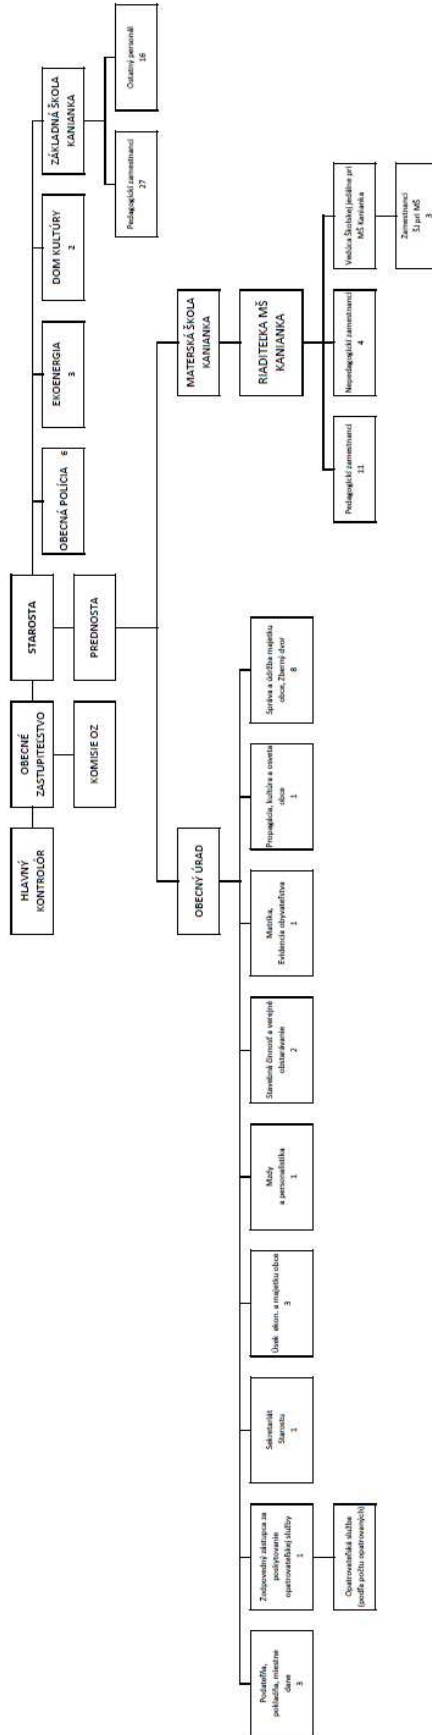 HLAVNÝ
KONTROLÓR
OBECNÉ
ZASTUPITEĽSTVO
STAROSTA
KOMISIE OZ
PREDNOSTA
OBECNÁ POLÍCIA 6
EKOENERGIA
3
DOM KULTÚRY
2
ZÁKLADNÁ ŠKOLA
KANIANKA
Pedagogickí zamestnanci
27
Ostatný personál
16
OBECNÝ ÚRAD
MATERSKÁ ŠKOLA
KANIANKA
RIADITEĽKA MŠ
KANIANKA
Podateľňa,
pokladňa, miestne
dane
3
Zodpovedný zástupca za
poskytovanie
opatrovateľskej služby
1
Opatrovateľská služba
(podľa počtu opatrovaných)
Sekretariát
Starostu
1
Úsek ekon. a majetku obce
3
Mzdy
a personalistika
1
Stavebná činnosť a verejné
obstarávanie
2
Matrika,
Evidencia obyvateľstva
1
Propagácia, kultúra a osveta
obce
1
Správa a údržba majetku
obce, Zberný dvor
8
Pedagogickí zamestnanci
11
Nepedagogickí zamestnanci
4
Vedúca Školskej jedálne pri
MŠ Kanianka
Zamestnanci
ŠJ pri MŠ
3